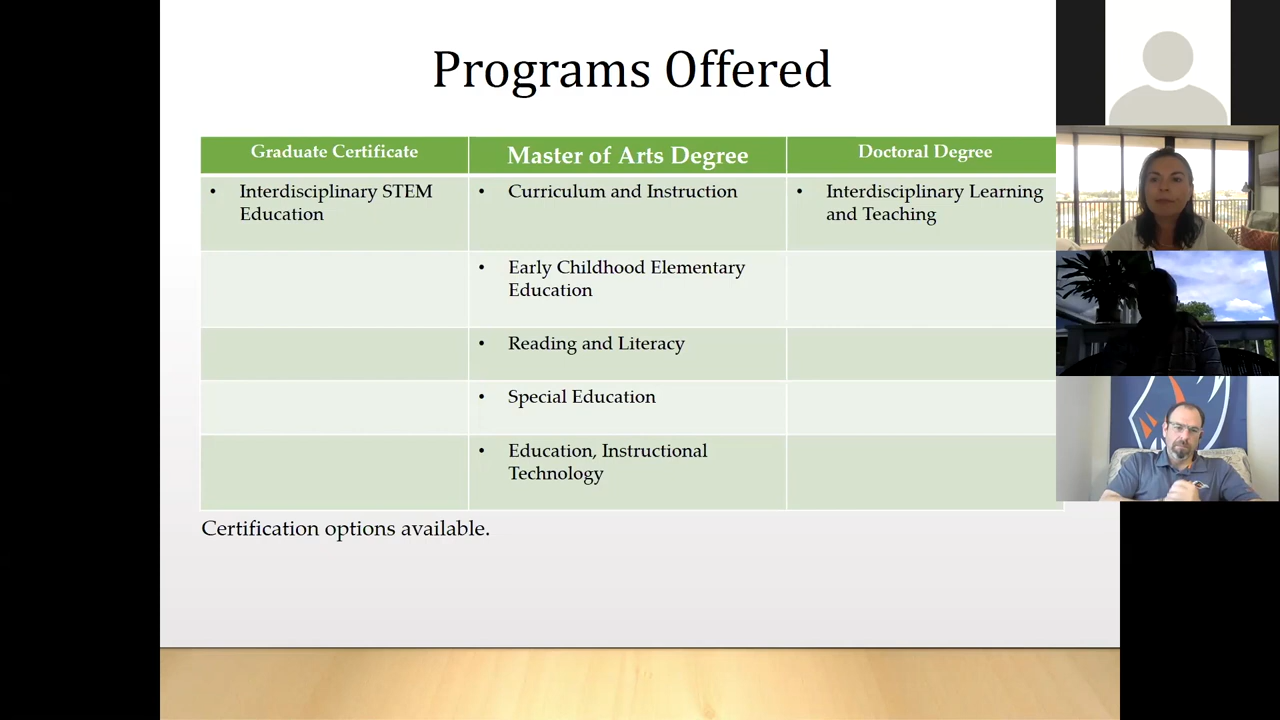 Programs Offered
Graduate Certificate
Master of Arts Degree
Doctoral Degree
• Interdisciplinary STEM
Education
• Curriculum and Instruction
• Interdisciplinary Learning
and Teaching
• Early Childhood Elementary
Education
• Reading and Literacy
• Special Education
• Education, Instructional
Technology
Certification options available.